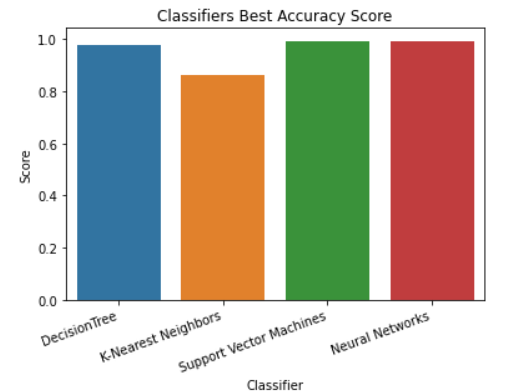 Classifiers Best Accuracy Score
1.0
0.8
0.6
0.4
0.2
0.0
Score
DecisionTree
K-Nearest Neighbors
Support Vector Machines
Neural Networks
Classifier